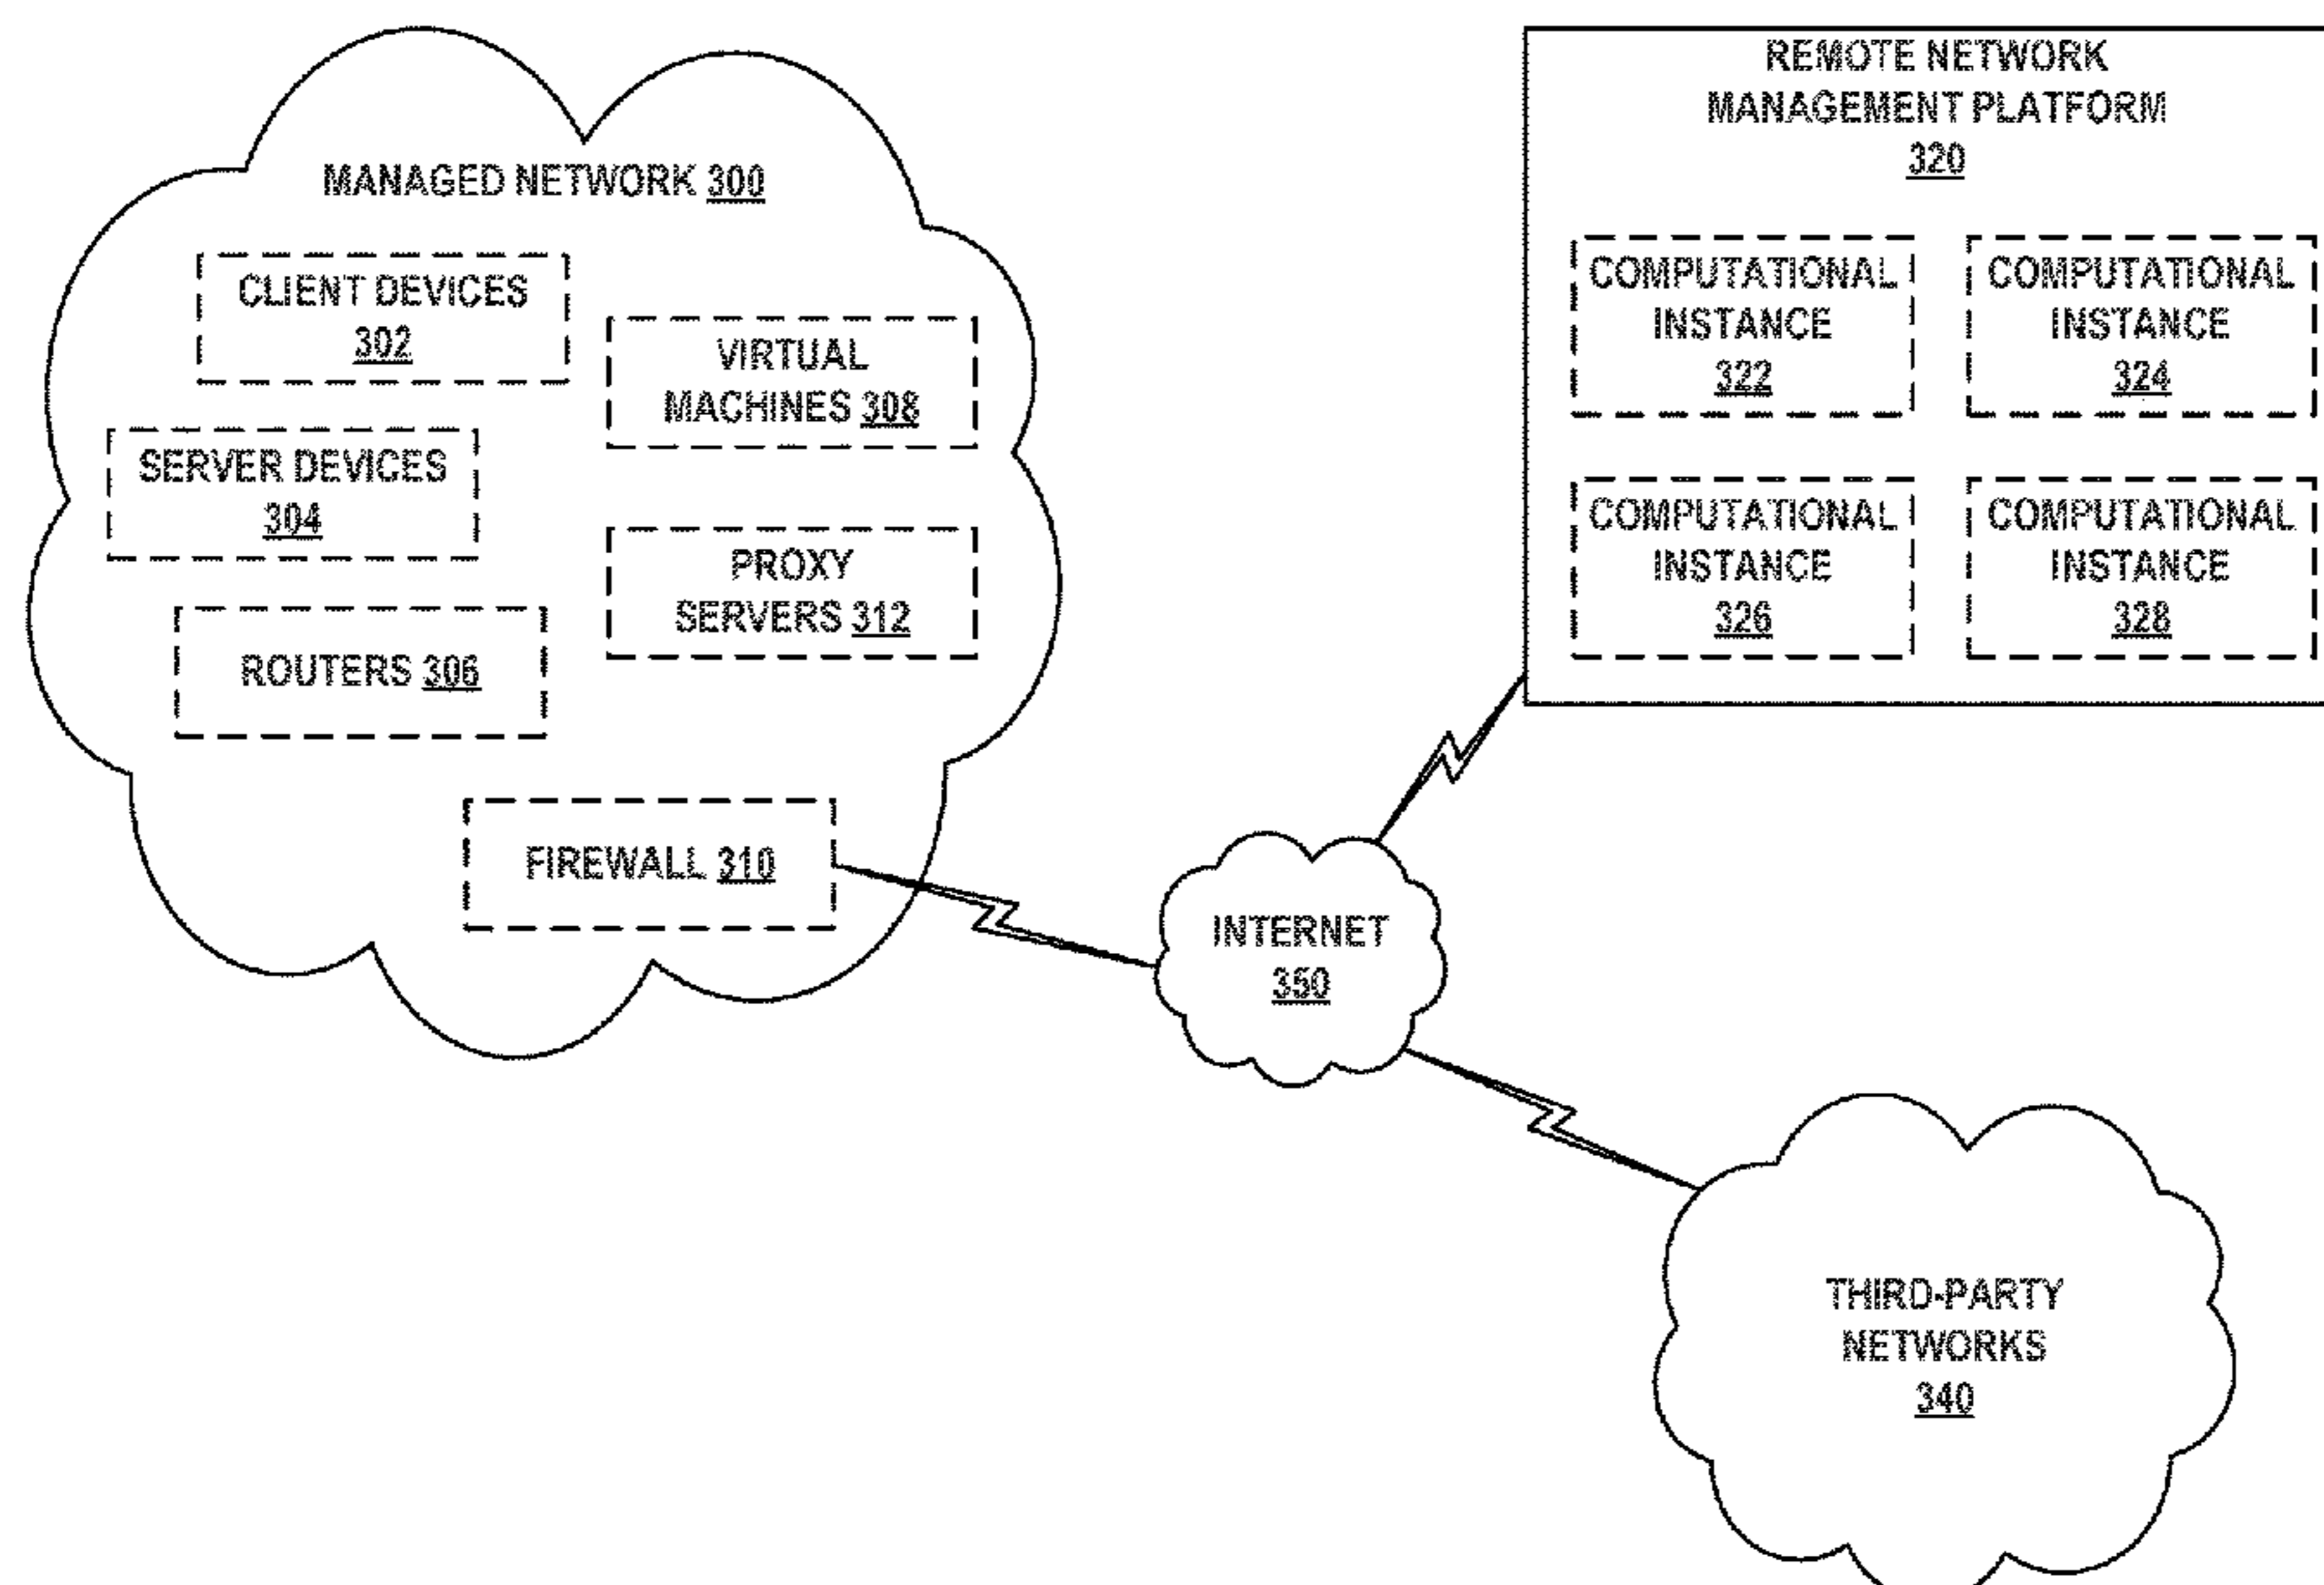 MANAGED NETWORK 300
CLIENT DEVICES
302
VIRTUAL
MACHINES 308
SERVER DEVICES
304
PROXY
SERVERS 312
ROUTERS 306
FIREWALL 310
REMOTE NETWORK
MANAGEMENT PLATFORM
320
COMPUTATIONAL
INSTANCE
322
COMPUTATIONAL
INSTANCE
324
COMPUTATIONAL
INSTANCE
326
COMPUTATIONAL
INSTANCE
328
INTERNET
350
THIRD-PARTY
NETWORKS
340